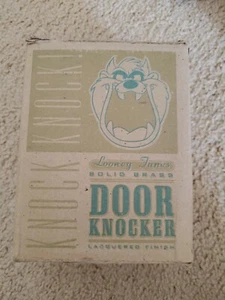 KNOCK KNOCK!
Looney Tunes
SOLID BRASS
DOOR
KNOCKER
LACQUERED FINISH